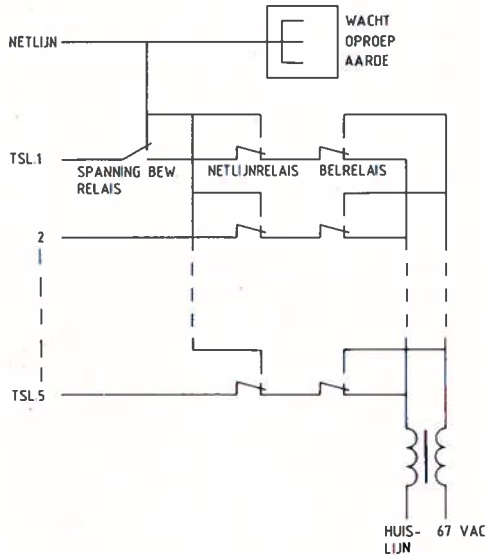 WACHT
NETLIJN
OPROEP
AARDE
TSL.1
SPANNING BEW.
RELAIS
NETLIJNRELAIS
BELRELAIS
2
TSL.5
HUIS-
LIJN
67 VAC